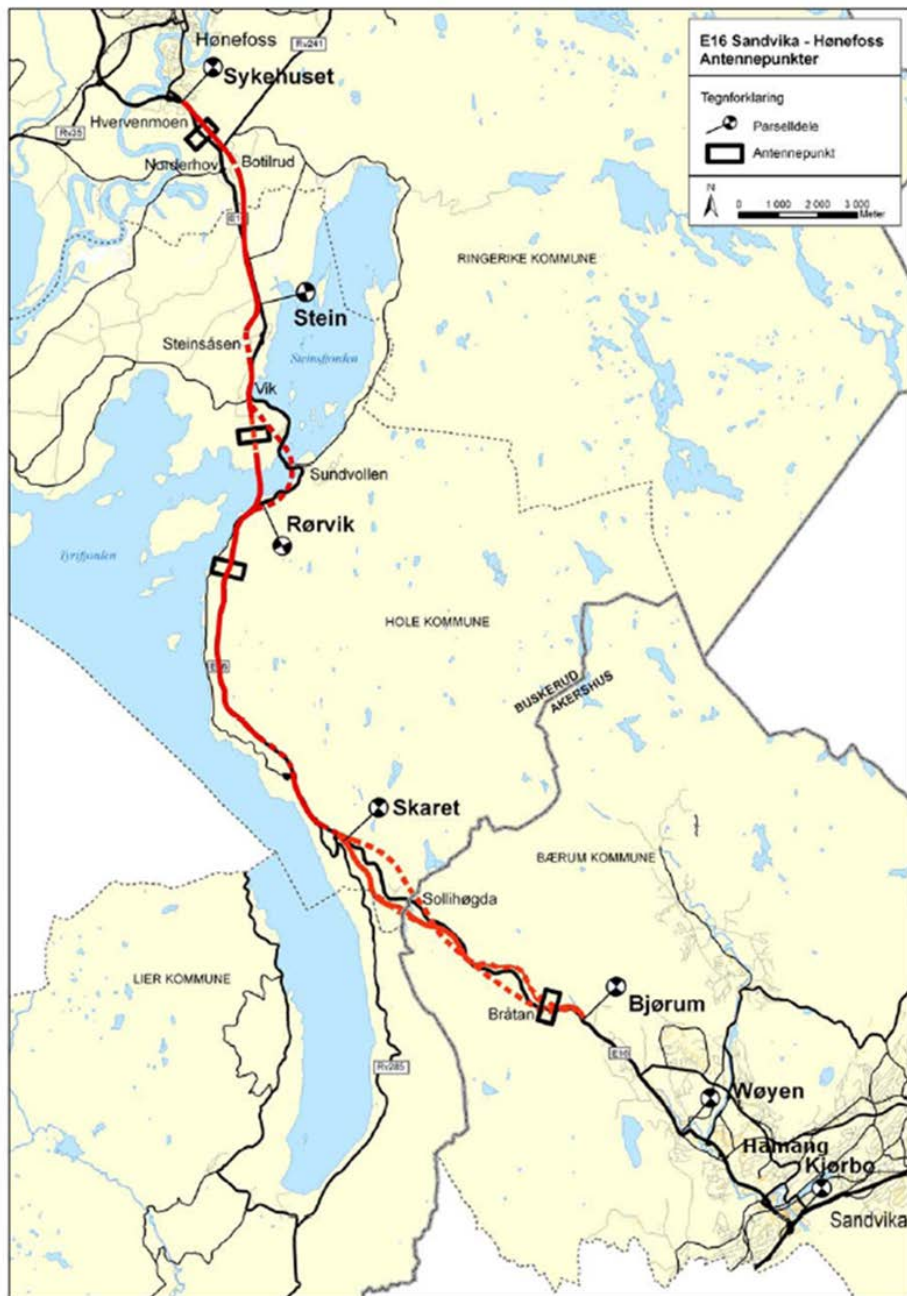 E16 Sandvika - Hønefoss
Antennepunkter
Tegnforklaring
Parselldele
Antennepunkt
N
0 1 000 2 000 3 000
Meter
Hønefoss
Rv241
Sykehuset
Hvervenmoen
Rv35
Norderhov
Botilrud
RINGERIKE KOMMUNE
Stein
Steinsåsen
Steinsfjorden
Vik
Sundvollen
Rørvik
Tyrifjorden
HOLE KOMMUNE
BUSKERUD
AKERSHUS
Skaret
BÆRUM KOMMUNE
Sollihøgda
LIER KOMMUNE
Bjørum
Bråtan
E16
Rv285
Wøyen
Hamang
Kjørbo
Sandvika